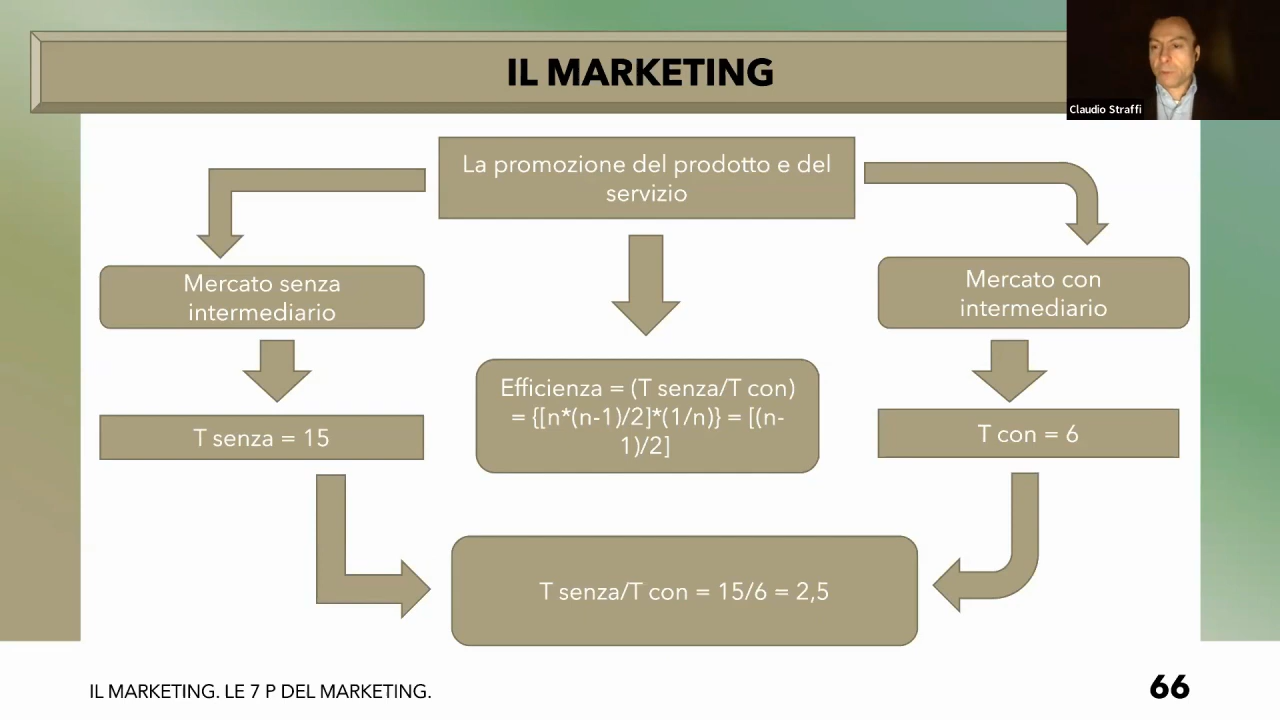 IL MARKETING
Claudio Straffi
La promozione del prodotto e del
servizio
Mercato senza
intermediario
Mercato con
intermediario
Efficienza = (T senza/T con)
= {[n*(n-1)/2]*(1/n)} = [(n-
1)/2]
T senza = 15
T con = 6
T senza/T con = 15/6 = 2,5
IL MARKETING. LE 7 P DEL MARKETING.
66